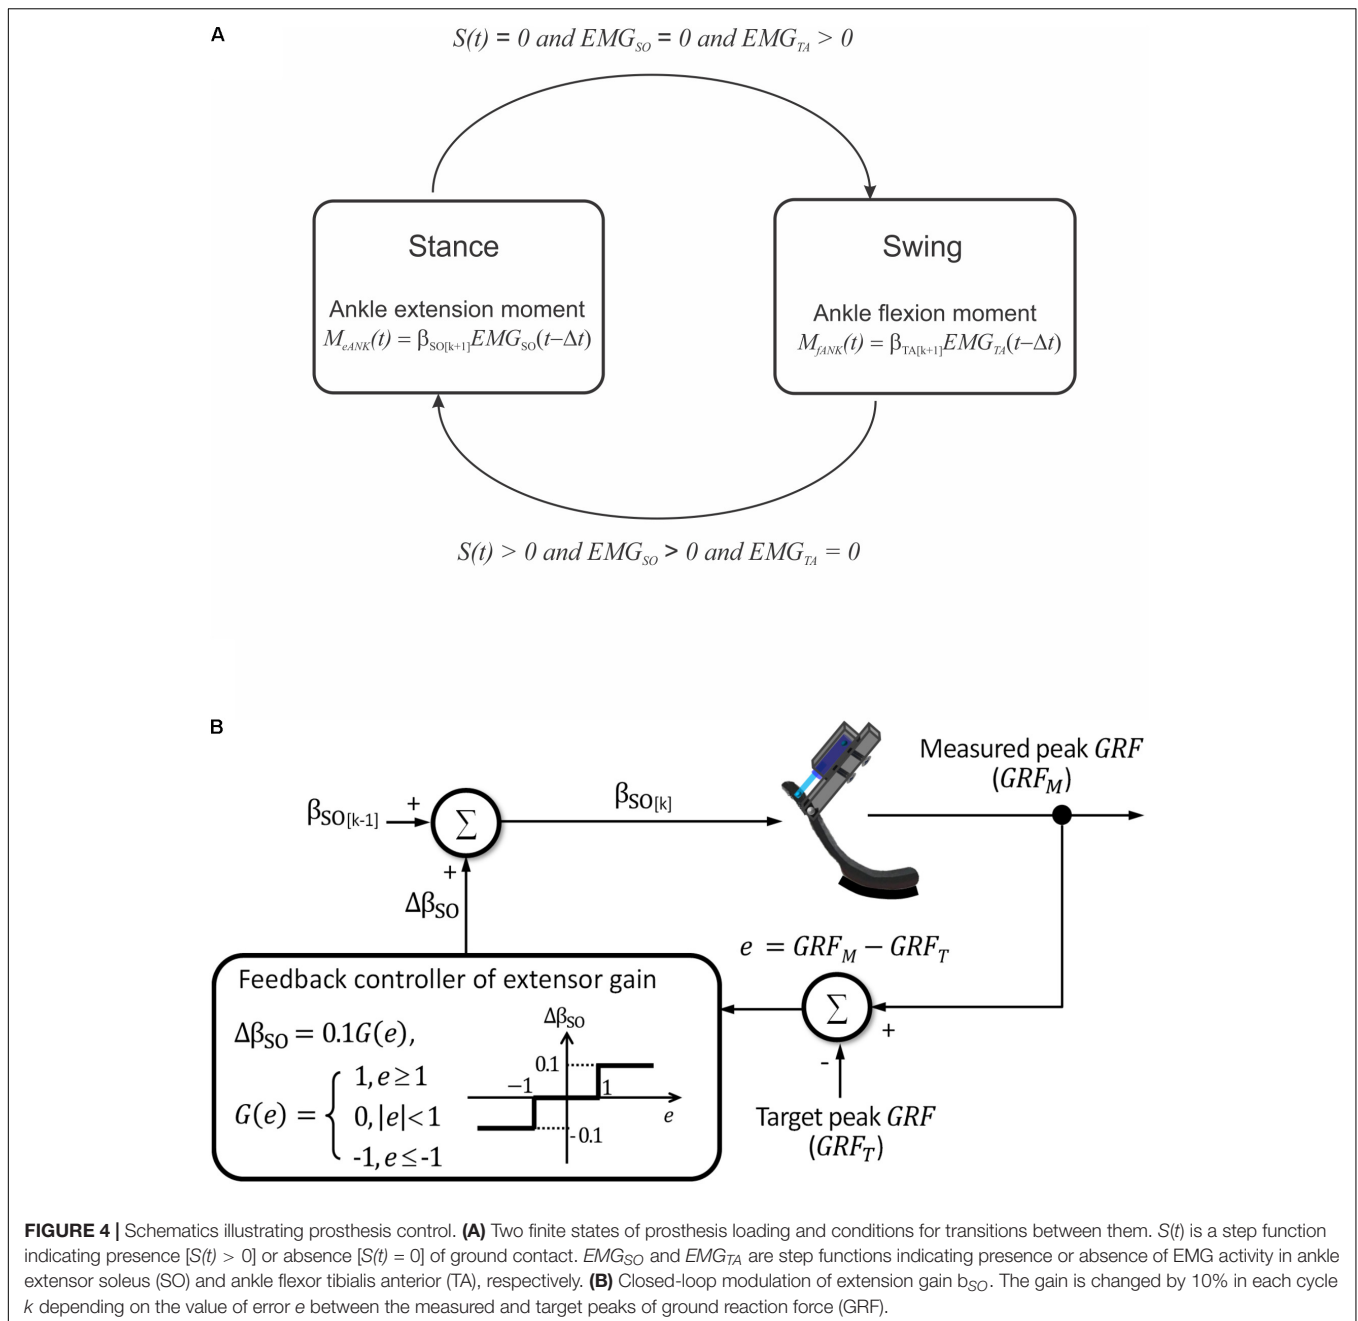 A
S(t) = 0 and EMG_SO = 0 and EMG_TA > 0
Stance
Ankle extension moment
M_eANK(t) = β_SO[k+1]EMG_SO(t−Δt)
Swing
Ankle flexion moment
M_fANK(t) = β_TA[k+1]EMG_TA(t−Δt)
S(t) > 0 and EMG_SO > 0 and EMG_TA = 0
B
β_SO[k-1]
+
Σ
+
Δβ_SO
β_SO[k]
Measured peak GRF
(GRF_M)
e = GRF_M − GRF_T
Σ
+
-
Target peak GRF
(GRF_T)
Feedback controller of extensor gain
Δβ_SO = 0.1G(e),
G(e) = { 1, e ≥ 1
0, |e| < 1
-1, e ≤ -1
Δβ_SO
0.1
−1
1
e
-0.1
FIGURE 4 | Schematics illustrating prosthesis control. (A) Two finite states of prosthesis loading and conditions for transitions between them. S(t) is a step function
indicating presence [S(t) > 0] or absence [S(t) = 0] of ground contact. EMG_SO and EMG_TA are step functions indicating presence or absence of EMG activity in ankle
extensor soleus (SO) and ankle flexor tibialis anterior (TA), respectively. (B) Closed-loop modulation of extension gain b_SO. The gain is changed by 10% in each cycle
k depending on the value of error e between the measured and target peaks of ground reaction force (GRF).